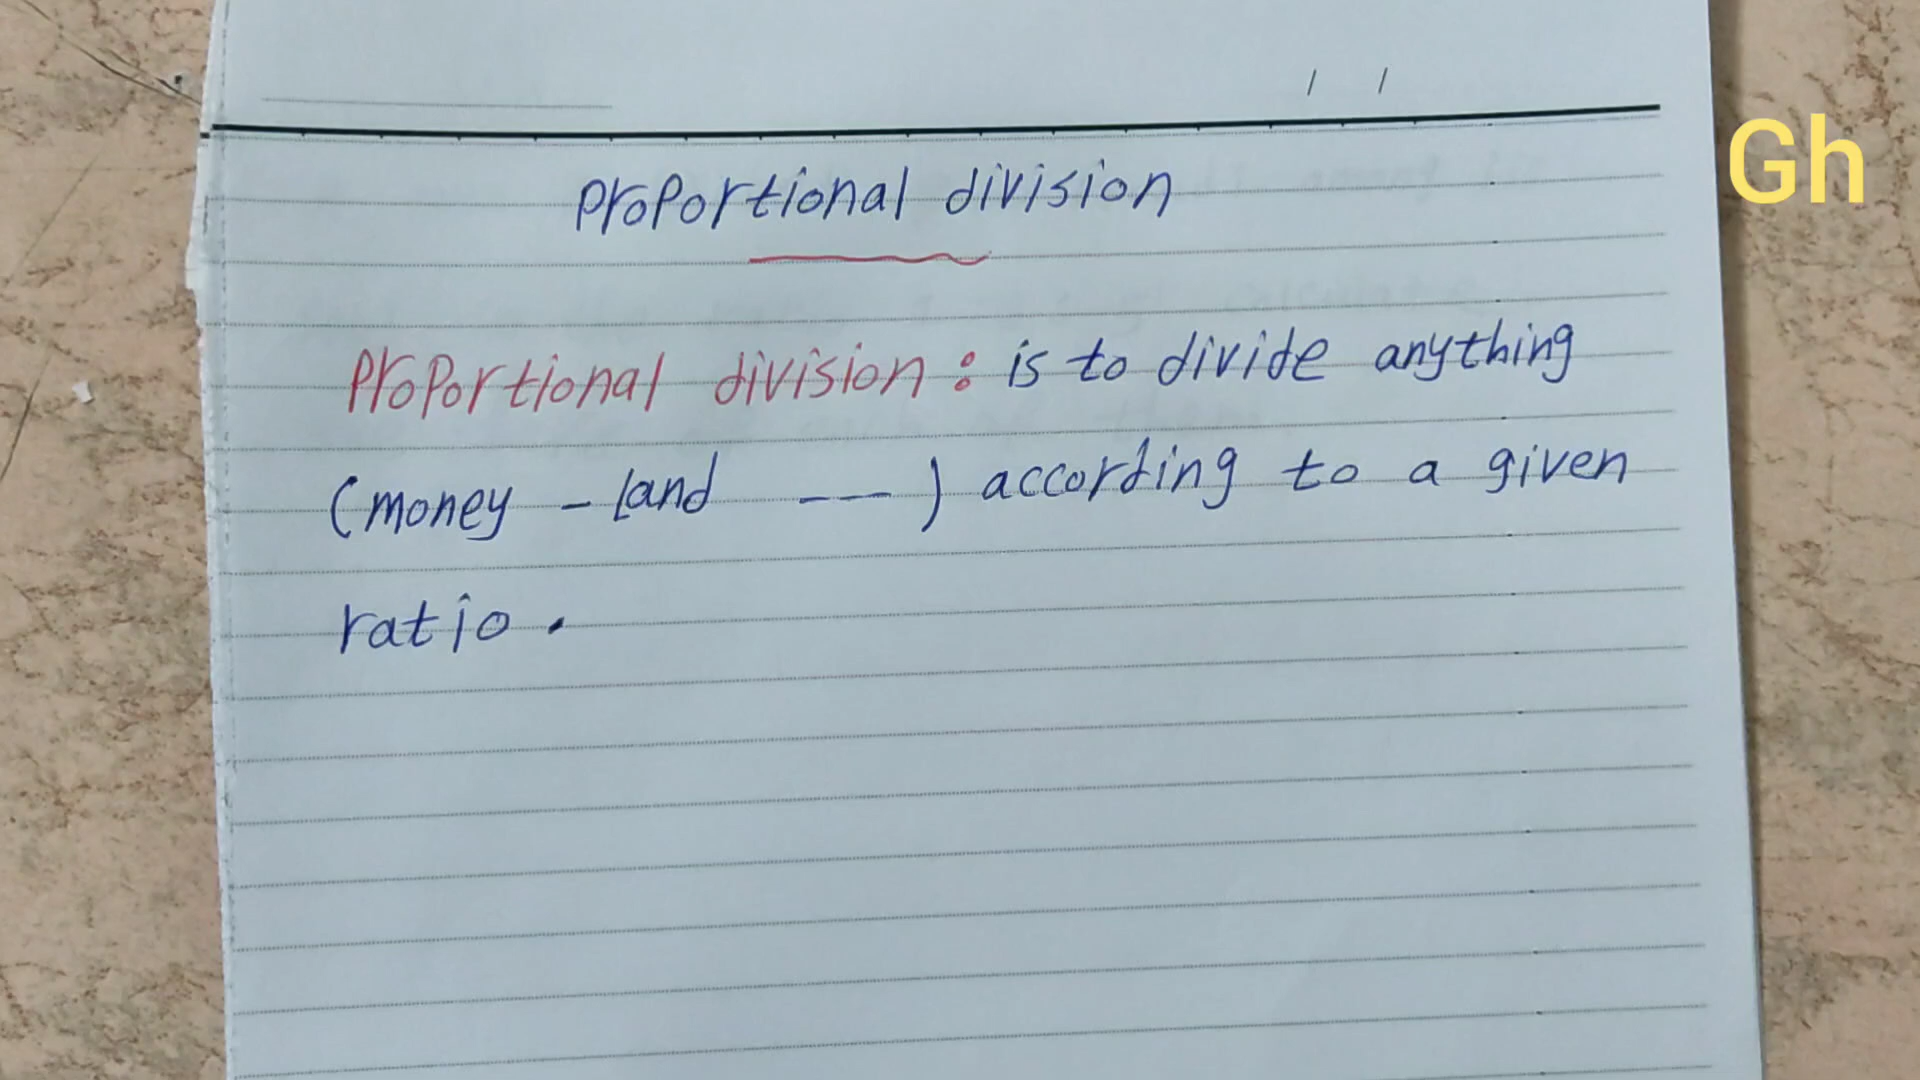 / /
Gh
Proportional division
Proportional division : is to divide anything
(money - land -- ) according to a given
ratio.